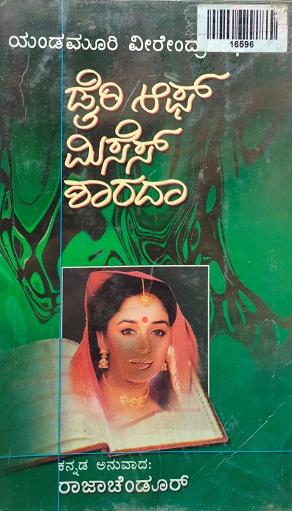 16596
ಯಂಡಮೂರಿ ವೀರೇಂದ್ರ
ಡೈರಿ ಆಫ್
ಮಿಸೆಸ್
ಶಾರದಾ
ಕನ್ನಡ ಅನುವಾದ:
ರಾಜಾಚೆಂಡೂರ್